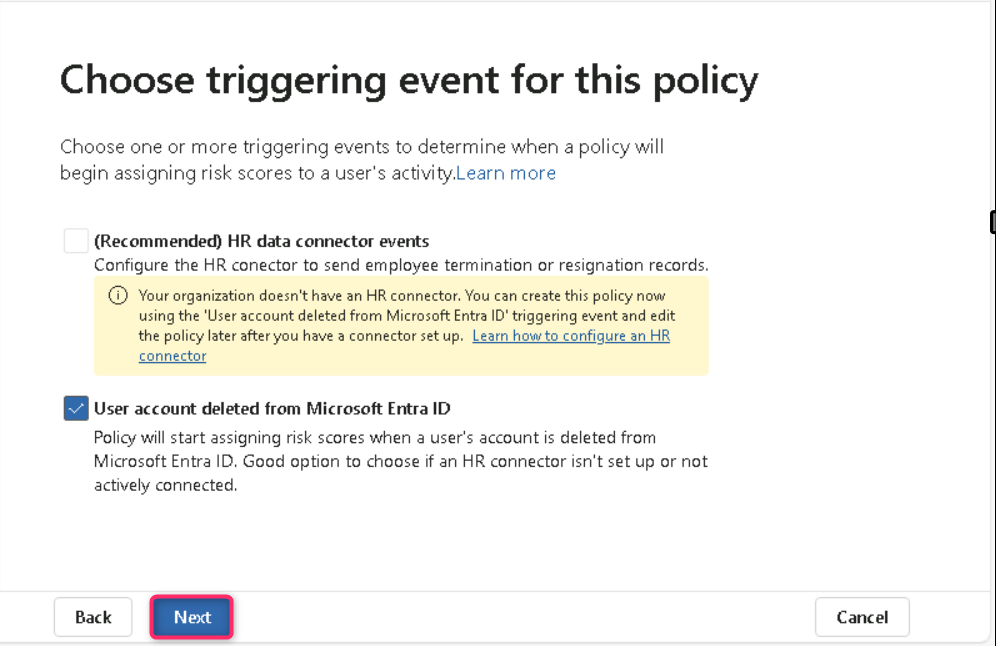 Choose triggering event for this policy
Choose one or more triggering events to determine when a policy will
begin assigning risk scores to a user's activity.Learn more
(Recommended) HR data connector events
Configure the HR conector to send employee termination or resignation records.
Your organization doesn't have an HR connector. You can create this policy now
using the 'User account deleted from Microsoft Entra ID' triggering event and edit
the policy later after you have a connector set up. Learn how to configure an HR
connector
User account deleted from Microsoft Entra ID
Policy will start assigning risk scores when a user's account is deleted from
Microsoft Entra ID. Good option to choose if an HR connector isn't set up or not
actively connected.
Back
Next
Cancel